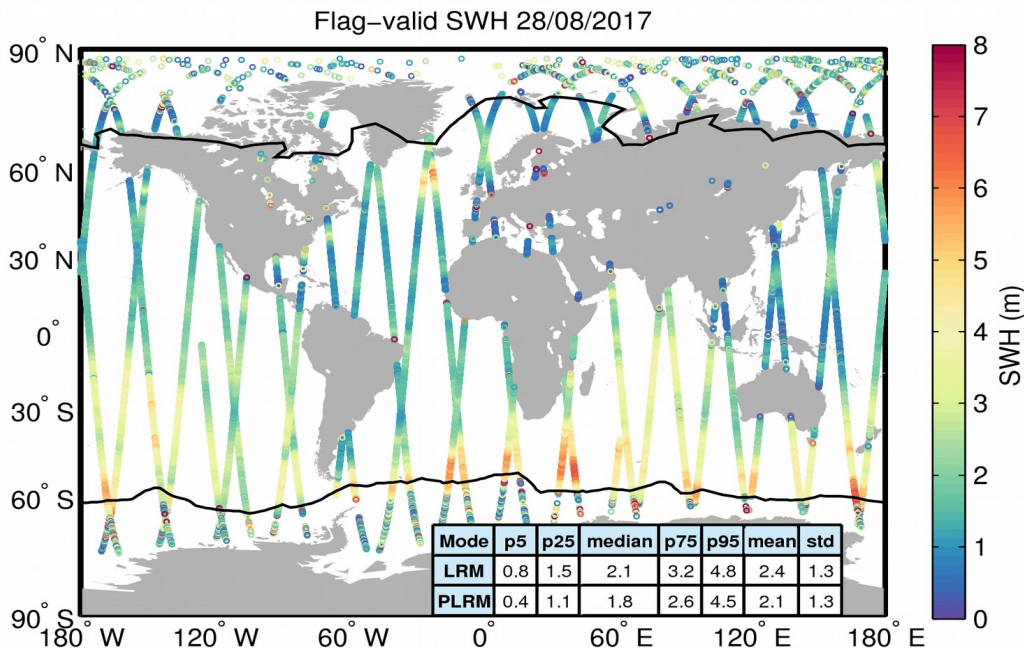 Flag–valid SWH 28/08/2017
90° N
60° N
30° N
0°
30° S
60° S
90° S
180° W
120° W
60° W
0°
60° E
120° E
180° E
Mode p5 p25 median p75 p95 mean std
LRM 0.8 1.5 2.1 3.2 4.8 2.4 1.3
PLRM 0.4 1.1 1.8 2.6 4.5 2.1 1.3
8
7
6
5
4
3
2
1
0
SWH (m)